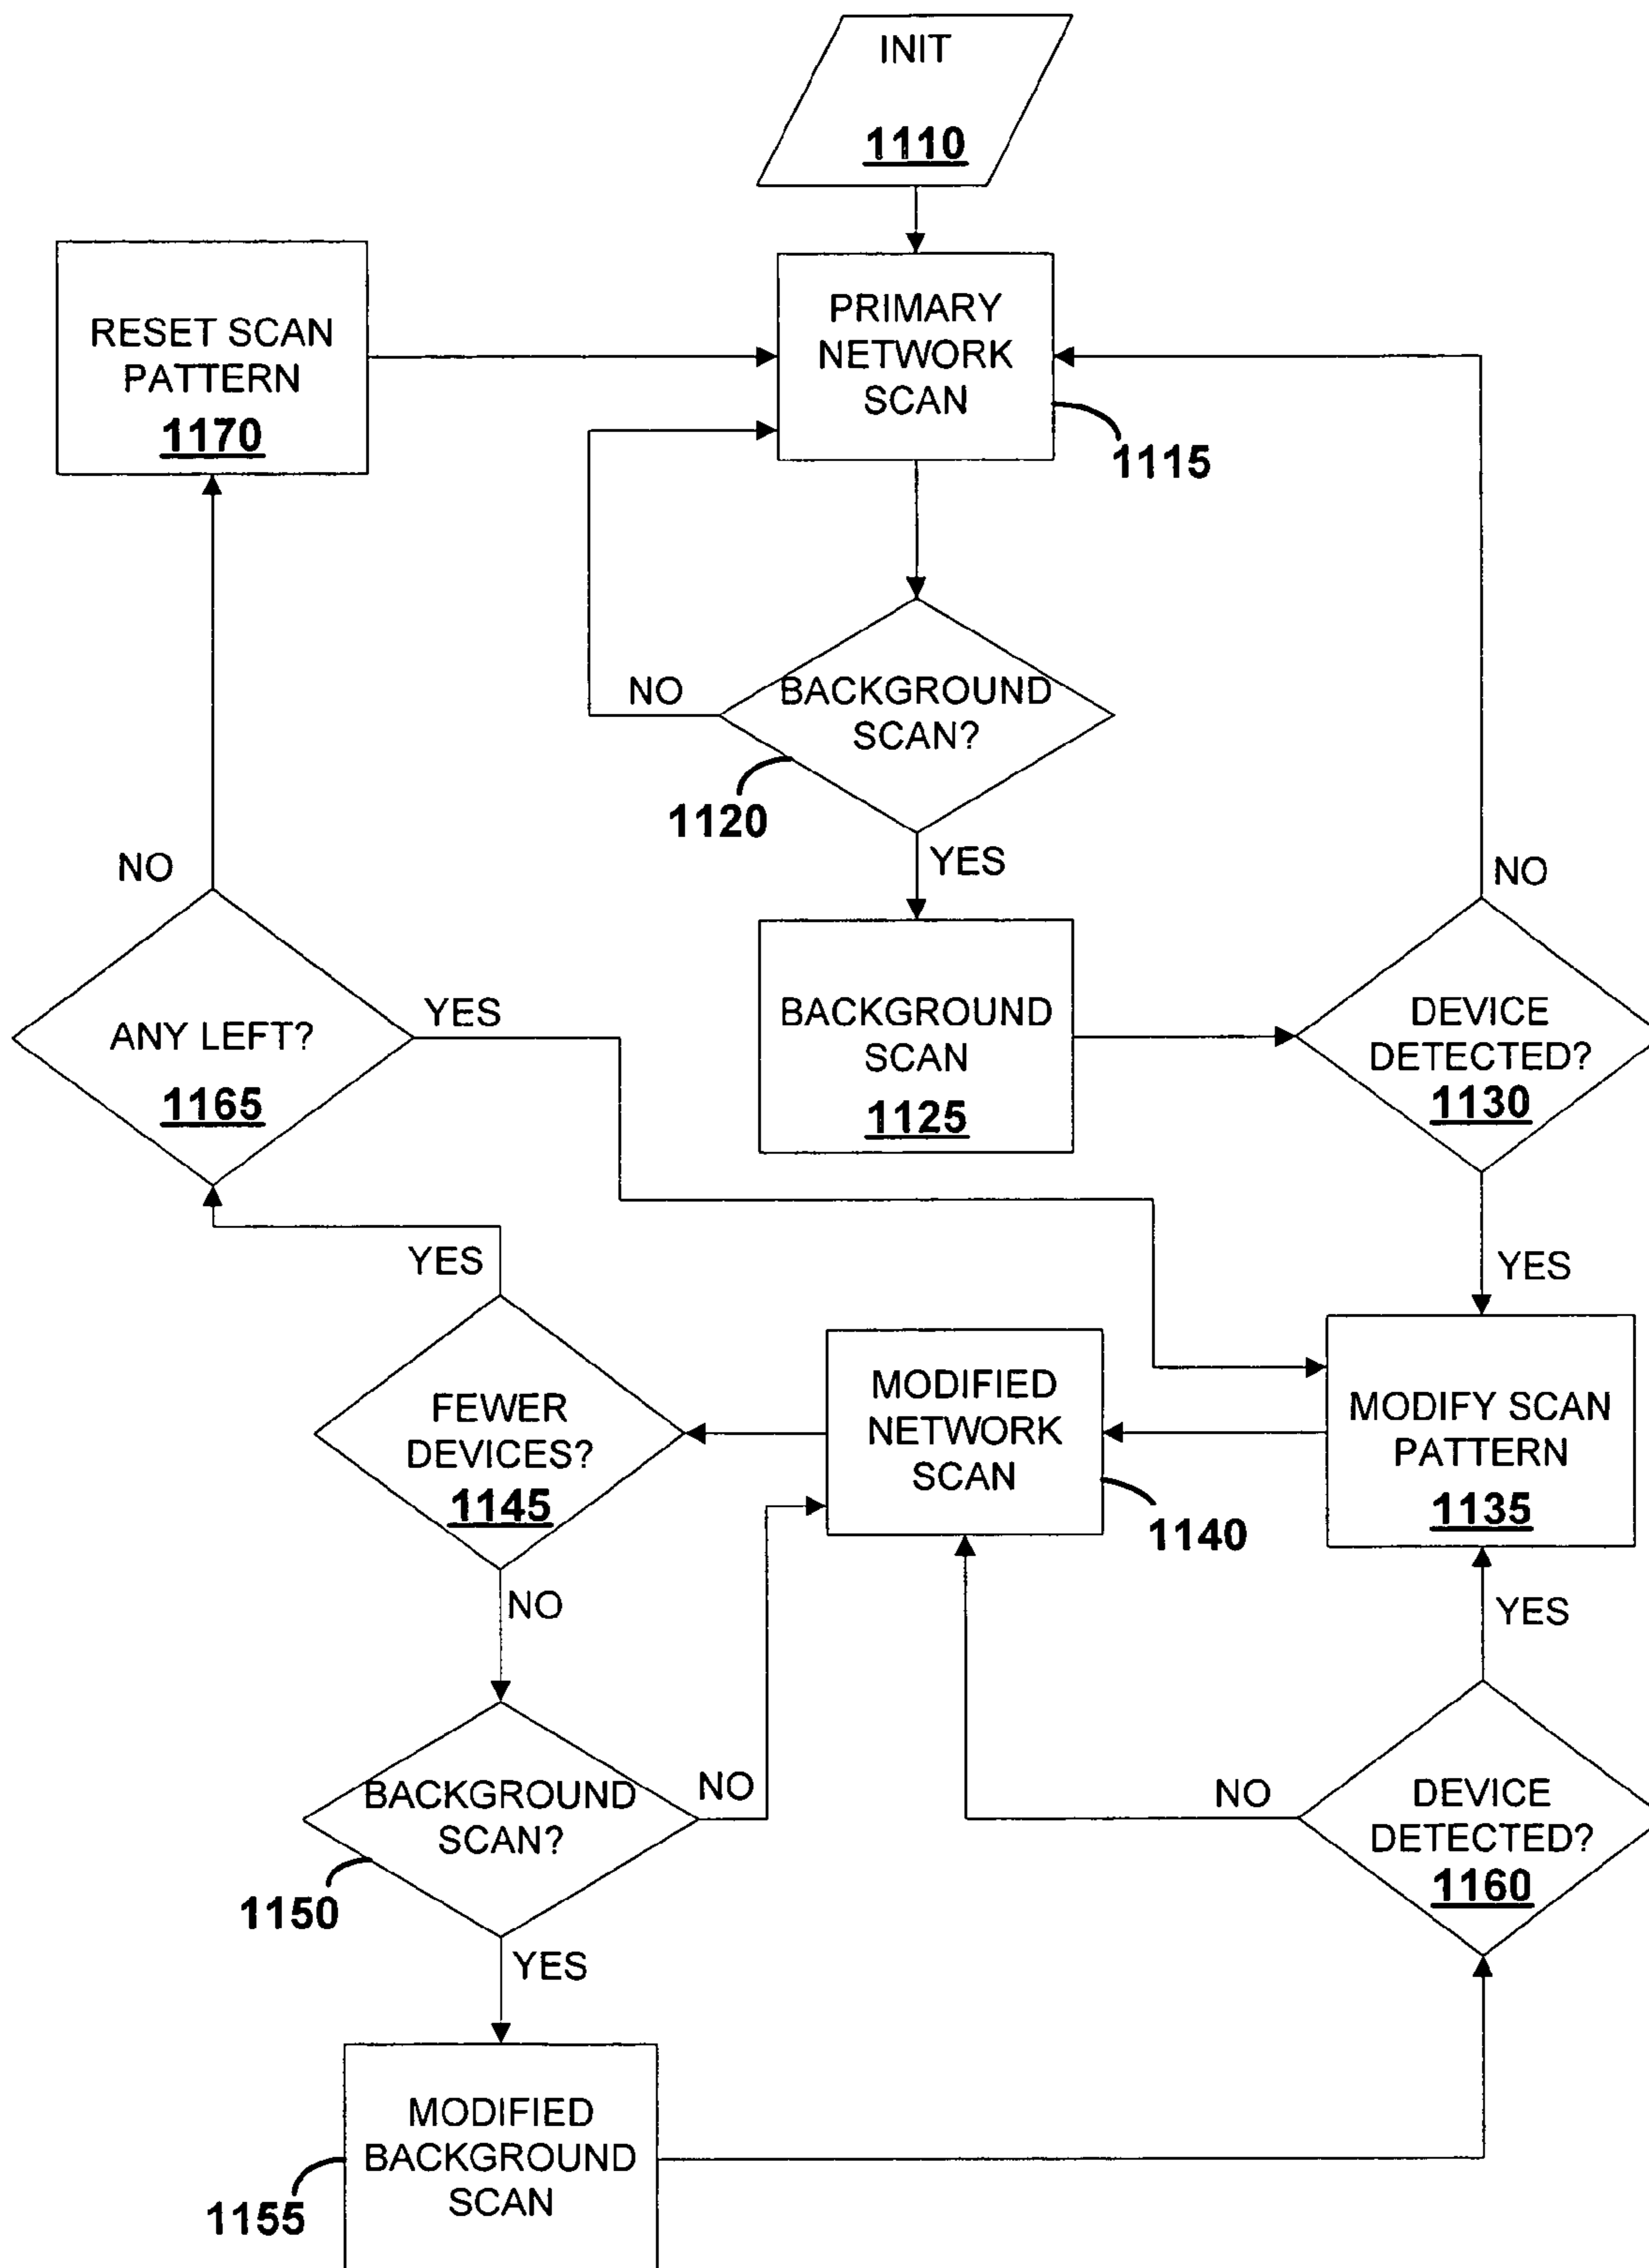 INIT
1110
PRIMARY
NETWORK
SCAN
1115
RESET SCAN
PATTERN
1170
BACKGROUND
SCAN?
NO
1120
YES
NO
NO
BACKGROUND
SCAN
1125
DEVICE
DETECTED?
1130
ANY LEFT?
1165
YES
YES
YES
FEWER
DEVICES?
1145
MODIFIED
NETWORK
SCAN
1140
MODIFY SCAN
PATTERN
1135
NO
YES
BACKGROUND
SCAN?
NO
1150
NO
DEVICE
DETECTED?
1160
YES
MODIFIED
BACKGROUND
SCAN
1155